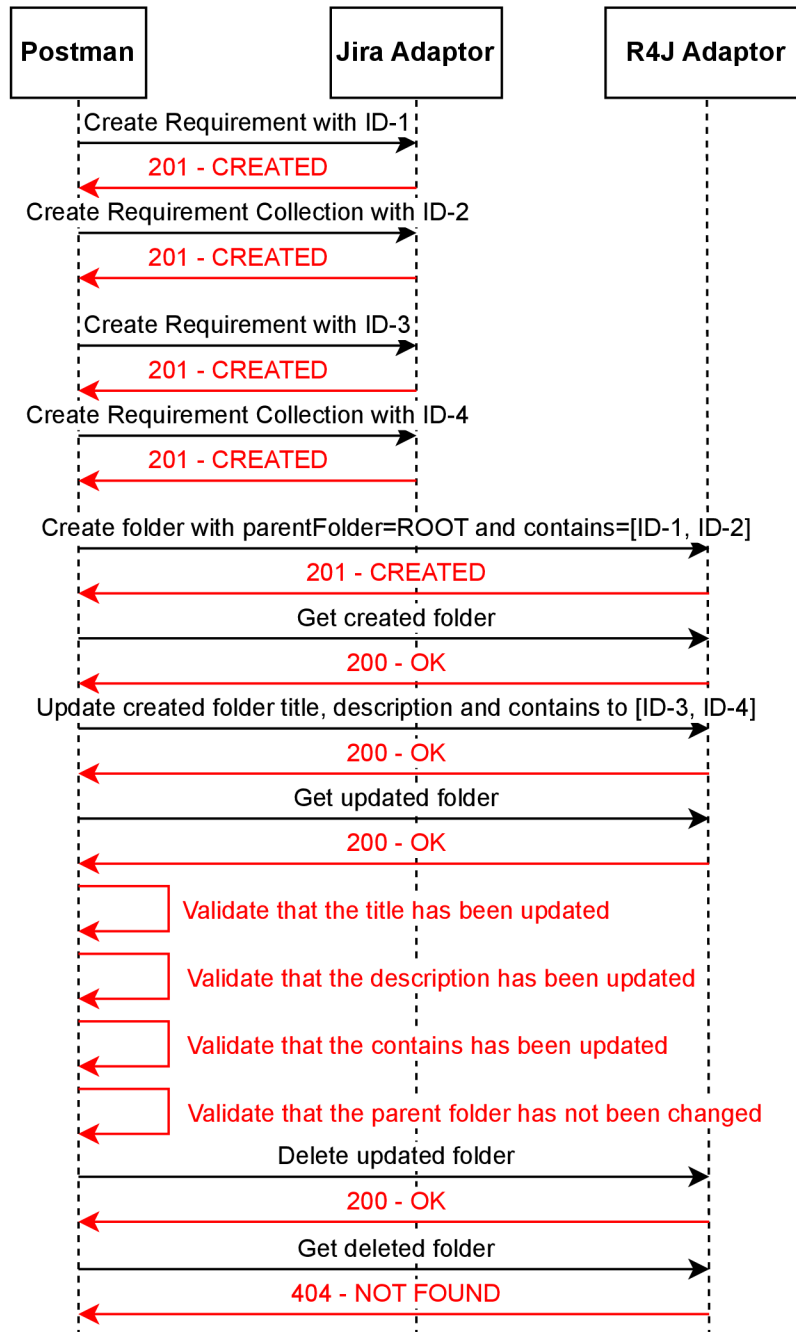 Postman
Jira Adaptor
R4J Adaptor
Create Requirement with ID-1
201 - CREATED
Create Requirement Collection with ID-2
201 - CREATED
Create Requirement with ID-3
201 - CREATED
Create Requirement Collection with ID-4
201 - CREATED
Create folder with parentFolder=ROOT and contains=[ID-1, ID-2]
201 - CREATED
Get created folder
200 - OK
Update created folder title, description and contains to [ID-3, ID-4]
200 - OK
Get updated folder
200 - OK
Validate that the title has been updated
Validate that the description has been updated
Validate that the contains has been updated
Validate that the parent folder has not been changed
Delete updated folder
200 - OK
Get deleted folder
404 - NOT FOUND